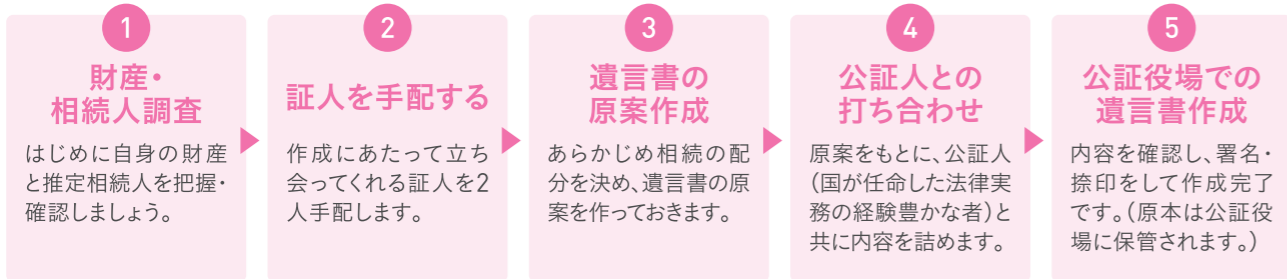 1
財産・
相続人調査
はじめに自身の財産
と推定相続人を把握・
確認しましょう。
2
証人を手配する
作成にあたって立ち
会ってくれる証人を2
人手配します。
3
遺言書の
原案作成
あらかじめ相続の配
分を決め、遺言書の原
案を作っておきます。
4
公証人との
打ち合わせ
原案をもとに、公証人
(国が任命した法律実
務の経験豊かな者)と
共に内容を詰めます。
5
公証役場での
遺言書作成
内容を確認し、署名・
捺印をして作成完了
です。(原本は公証役
場に保管されます。)